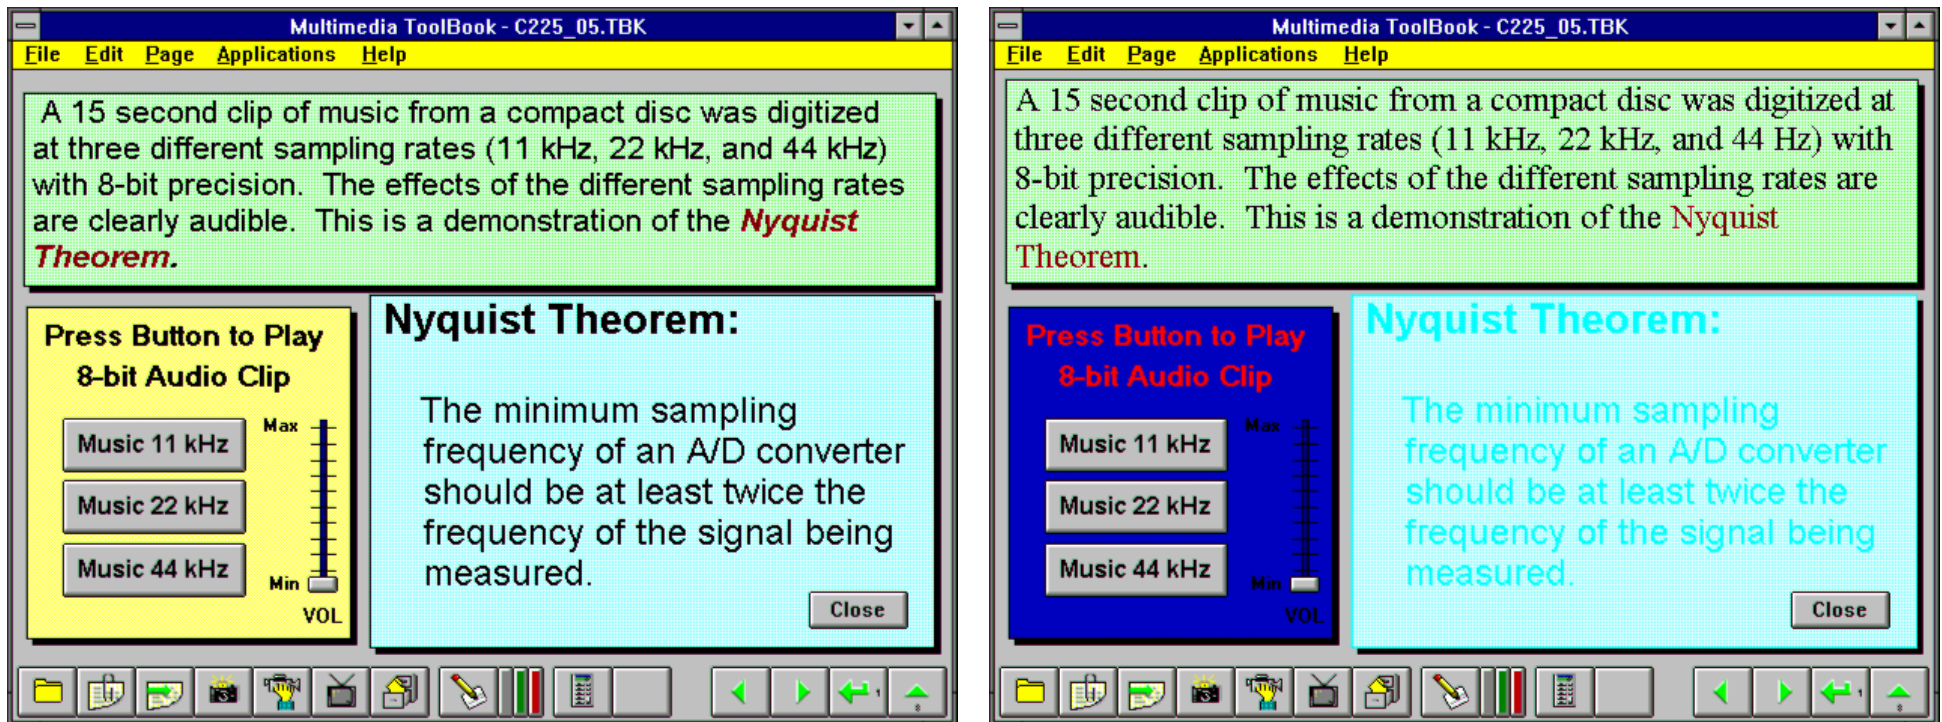 Multimedia ToolBook - C225_05.TBK
File Edit Page Applications Help
A 15 second clip of music from a compact disc was digitized
at three different sampling rates (11 kHz, 22 kHz, and 44 kHz)
with 8-bit precision. The effects of the different sampling rates
are clearly audible. This is a demonstration of the Nyquist
Theorem.
Press Button to Play
8-bit Audio Clip
Music 11 kHz
Music 22 kHz
Music 44 kHz
Max
Min
VOL
Nyquist Theorem:
The minimum sampling
frequency of an A/D converter
should be at least twice the
frequency of the signal being
measured.
Close
1
Multimedia ToolBook - C225_05.TBK
File Edit Page Applications Help
A 15 second clip of music from a compact disc was digitized at
three different sampling rates (11 kHz, 22 kHz, and 44 Hz) with
8-bit precision. The effects of the different sampling rates are
clearly audible. This is a demonstration of the Nyquist
Theorem.
Press Button to Play
8-bit Audio Clip
Music 11 kHz
Music 22 kHz
Music 44 kHz
Max
Min
VOL
Nyquist Theorem:
The minimum sampling
frequency of an A/D converter
should be at least twice the
frequency of the signal being
measured.
Close
1